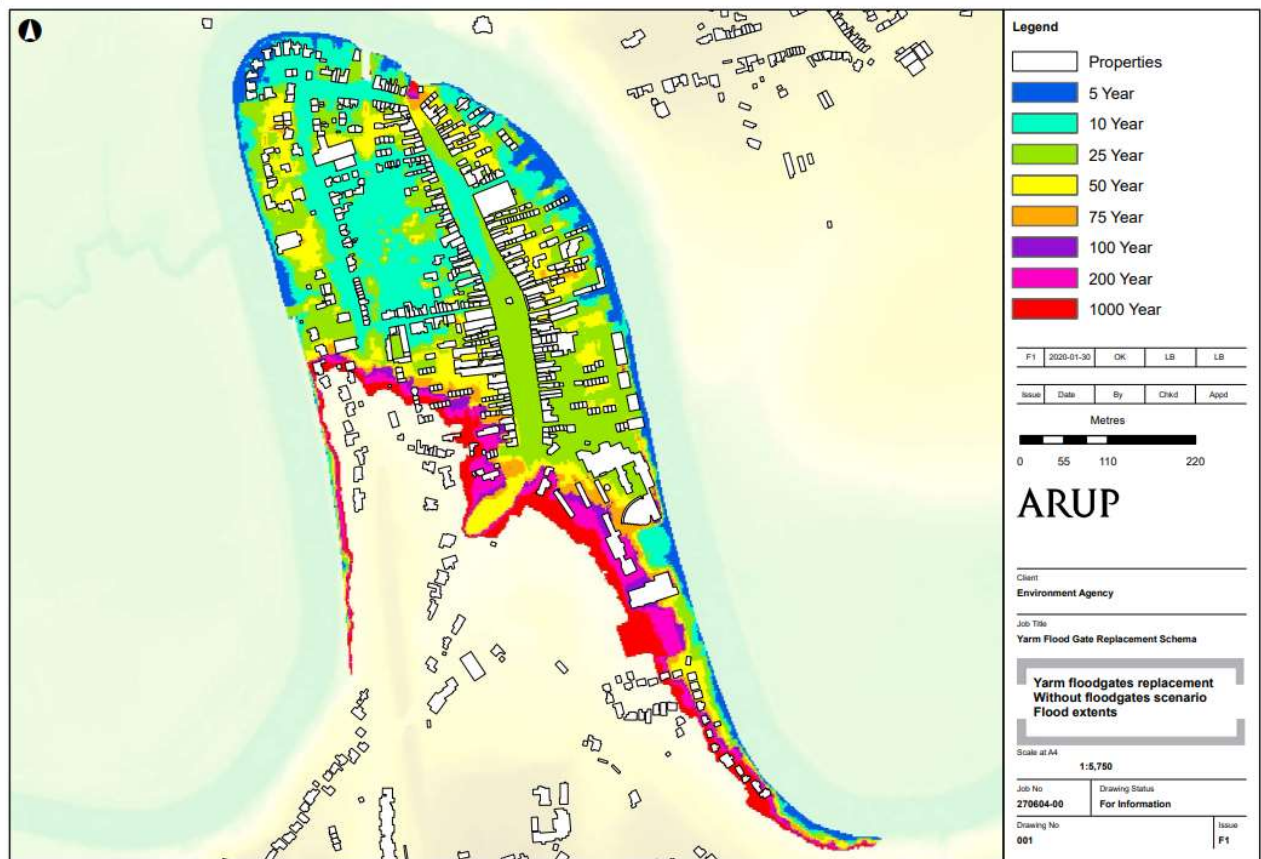 Legend
Properties
5 Year
10 Year
25 Year
50 Year
75 Year
100 Year
200 Year
1000 Year
F1 2020-01-30 OK LB LB
Issue Date By Chkd Appd
Metres
0 55 110 220
ARUP
Client
Environment Agency
Job Title
Yarm Flood Gate Replacement Schema
Yarm floodgates replacement
Without floodgates scenario
Flood extents
Scale at A4
1:5,750
Job No Drawing Status
270604-00 For Information
Drawing No Issue
001 F1